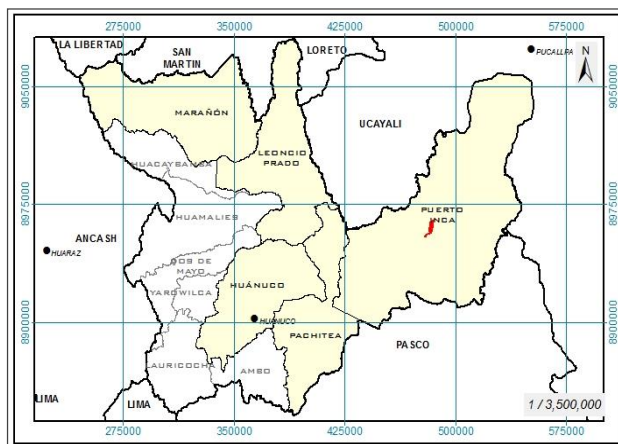 275000 350000 425000 500000 575000
LA LIBERTAD
SAN
MARTIN
LORETO
PUCALLPA
N
9050000
9050000
MARAÑÓN
UCAYALI
LEONCIO
PRADO
HUACAYBAMBA
8975000
8975000
HUAMALIES
PUERTO
INCA
ANCASH
HUARAZ
DOS DE
MAYO
YAROWILCA
HUÁNUCO
HUANUCO
8900000
8900000
PACHITEA
PASCO
LAURICOCHA
AMBO
LIMA
LIMA
1 / 3,500,000
275000 350000 425000 500000 575000